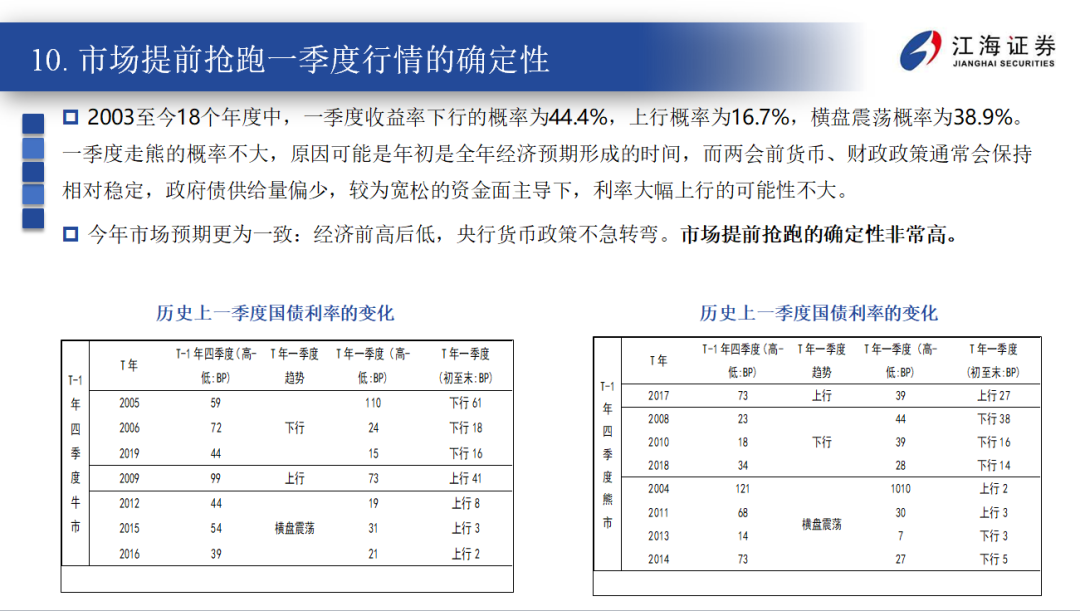 10. 市场提前抢跑一季度行情的确定性
江海证券
JIANGHAI SECURITIES
2003至今18个年度中，一季度收益率下行的概率为44.4%，上行概率为16.7%，横盘震荡概率为38.9%。
一季度走熊的概率不大，原因可能是年初是全年经济预期形成的时间，而两会前货币、财政政策通常会保持
相对稳定，政府债供给量偏少，较为宽松的资金面主导下，利率大幅上行的可能性不大。
今年市场预期更为一致：经济前高后低，央行货币政策不急转弯。市场提前抢跑的确定性非常高。
历史上一季度国债利率的变化
T-1年四季度牛市
T年 T-1年四季度(高-低:BP) T年一季度趋势 T年一季度（高-低:BP) T年一季度(初至末:BP)
2005 59 110 下行61
2006 72 下行 24 下行18
2019 44 15 下行16
2009 99 上行 73 上行41
2012 44 19 上行8
2015 54 横盘震荡 31 上行3
2016 39 21 上行2
历史上一季度国债利率的变化
T-1年四季度熊市
T年 T-1年四季度(高-低:BP) T年一季度趋势 T年一季度（高-低:BP) T年一季度(初至末:BP)
2017 73 上行 39 上行27
2008 23 44 下行38
2010 18 下行 39 下行16
2018 34 28 下行14
2004 121 1010 上行2
2011 68 30 上行3
横盘震荡
2013 14 7 下行3
2014 73 27 下行5